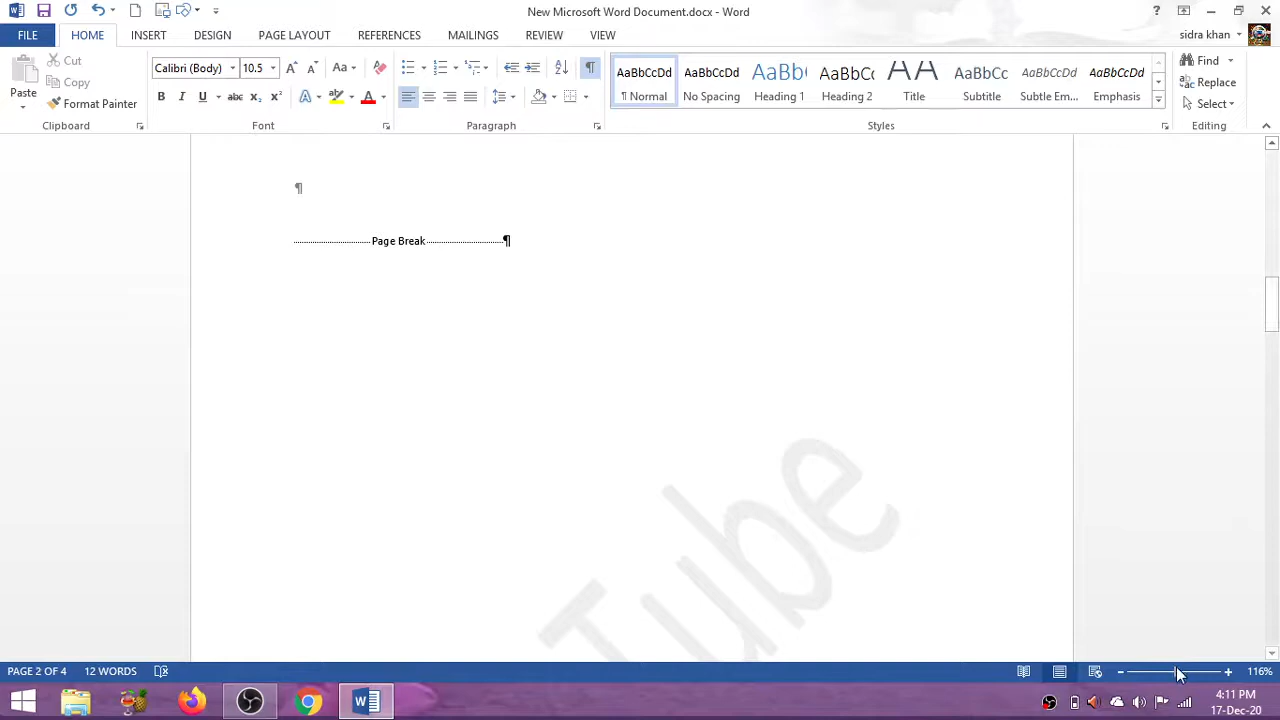 New Microsoft Word Document.docx - Word
FILE HOME INSERT DESIGN PAGE LAYOUT REFERENCES MAILINGS REVIEW VIEW sidra khan
Paste
Cut
Copy
Format Painter
Clipboard
Calibri (Body) 10.5
Font
Paragraph
AaBbCcDd AaBbCcDd AaBb( AaBbCc AA AaBbCc AaBbCcDd AaBbCcDd
¶ Normal No Spacing Heading 1 Heading 2 Title Subtitle Subtle Em... Emphasis
Styles
Find
Replace
Select
Editing
¶
Page Break ¶
Tube
PAGE 2 OF 4 12 WORDS 116%
4:11 PM
17-Dec-20